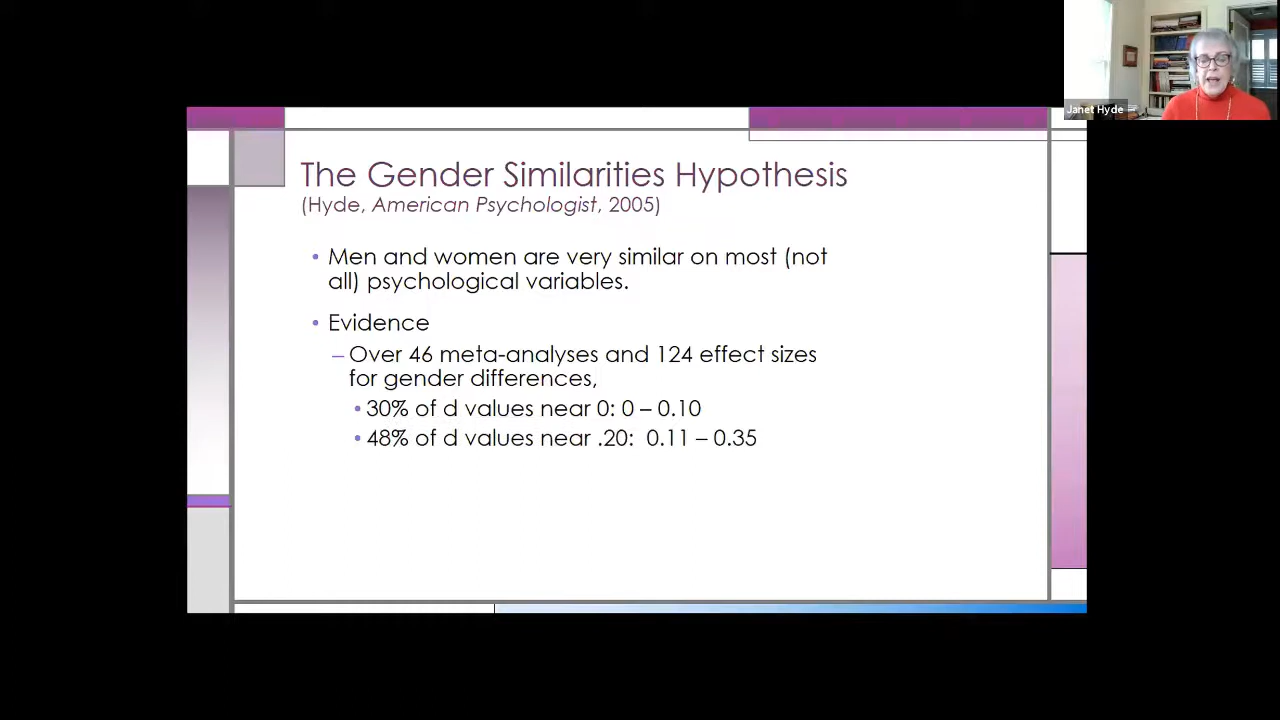 Janet Hyde
The Gender Similarities Hypothesis
(Hyde, American Psychologist, 2005)
• Men and women are very similar on most (not
all) psychological variables.
• Evidence
– Over 46 meta-analyses and 124 effect sizes
for gender differences,
• 30% of d values near 0: 0 – 0.10
• 48% of d values near .20:  0.11 – 0.35